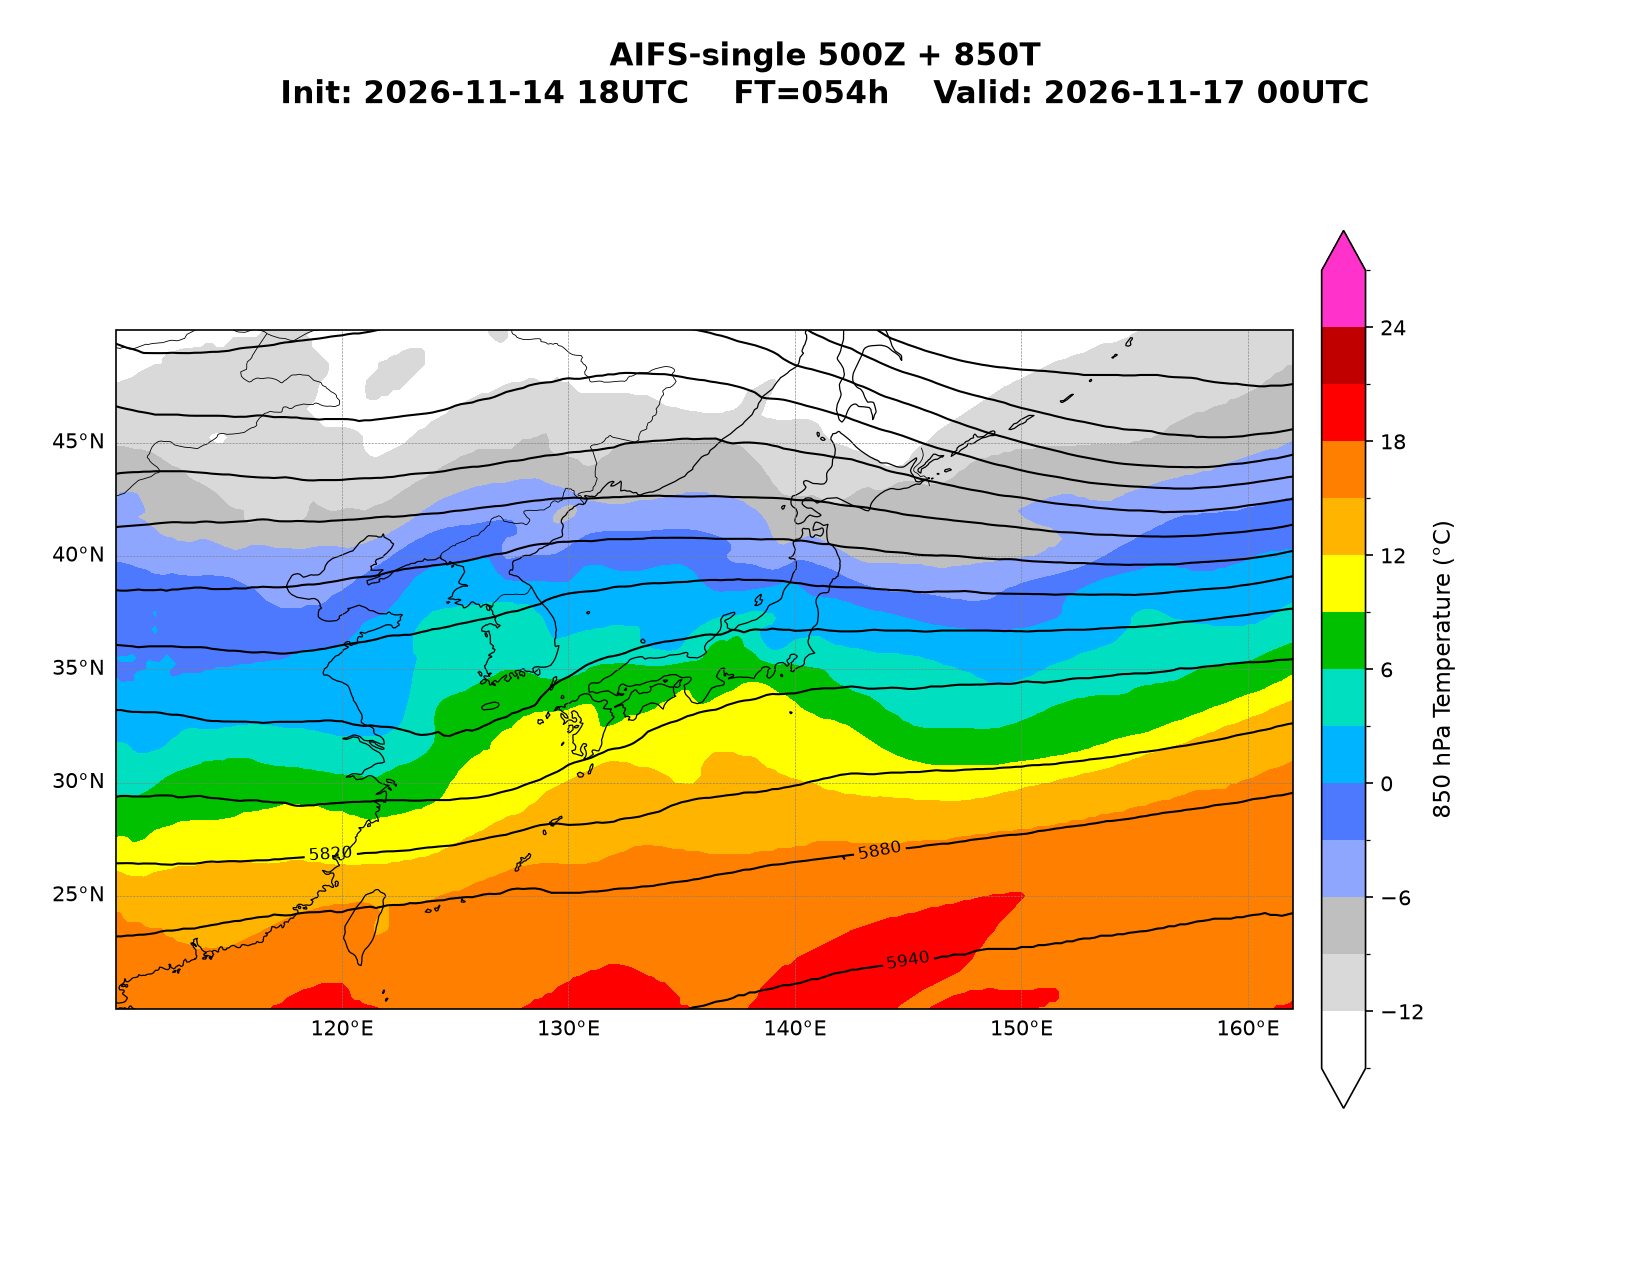 AIFS-single 500Z + 850T
Init: 2026-11-14 18UTC FT=054h Valid: 2026-11-17 00UTC
45°N
40°N
35°N
30°N
25°N
120°E
130°E
140°E
150°E
160°E
5820
5880
5940
24
18
12
6
0
−6
−12
850 hPa Temperature (°C)